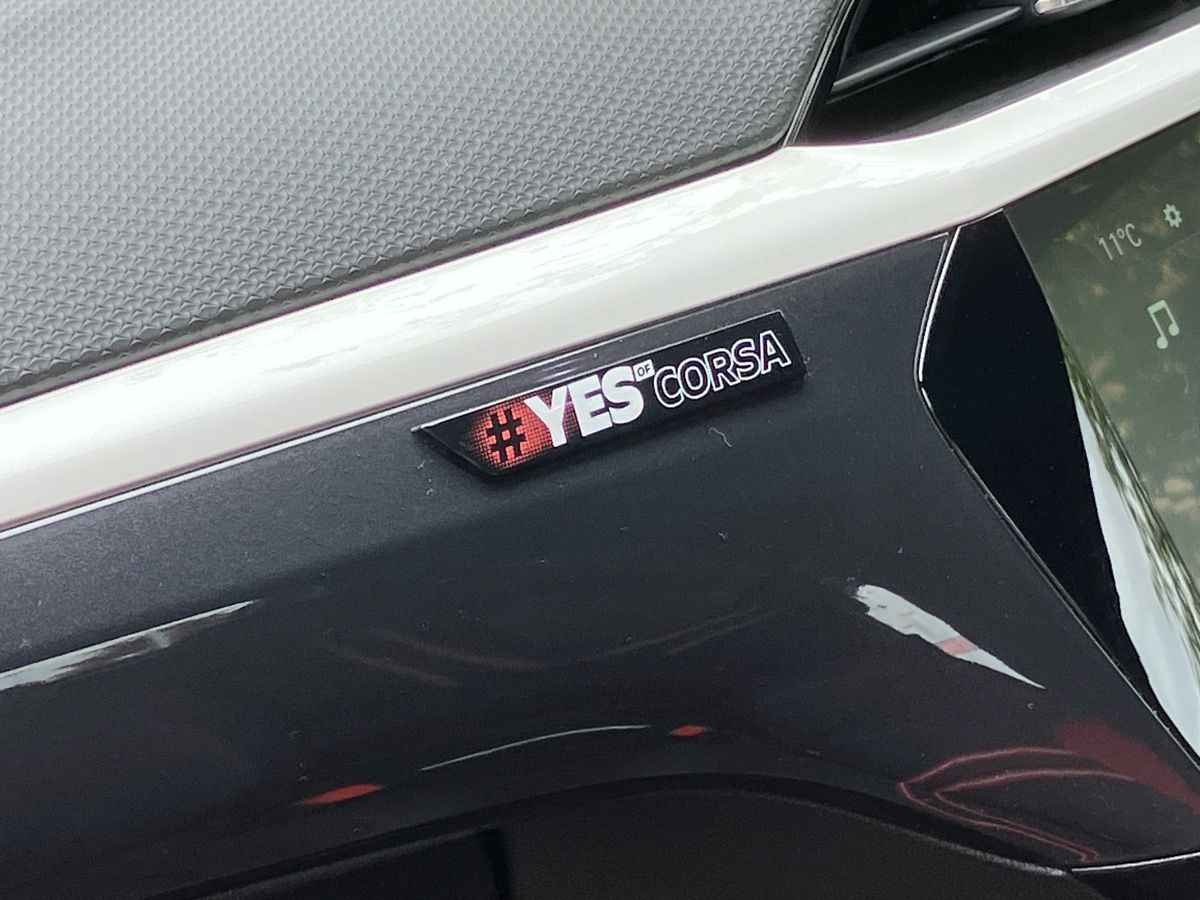 #YES OF CORSA
11°C